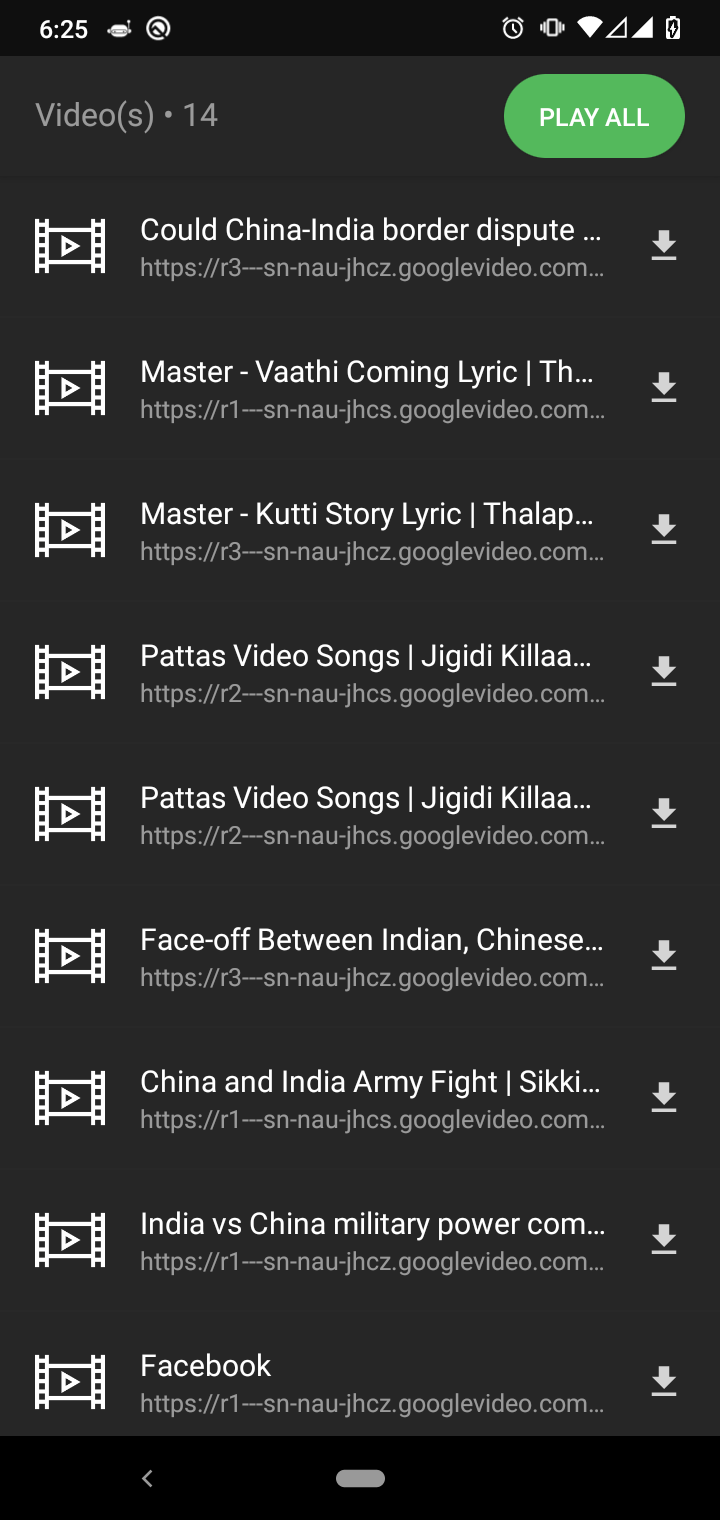 6:25
Video(s) • 14
PLAY ALL
Could China-India border dispute ...
https://r3---sn-nau-jhcz.googlevideo.com...
Master - Vaathi Coming Lyric | Th...
https://r1---sn-nau-jhcs.googlevideo.com...
Master - Kutti Story Lyric | Thalap...
https://r3---sn-nau-jhcz.googlevideo.com...
Pattas Video Songs | Jigidi Killaa...
https://r2---sn-nau-jhcs.googlevideo.com...
Pattas Video Songs | Jigidi Killaa...
https://r2---sn-nau-jhcs.googlevideo.com...
Face-off Between Indian, Chinese...
https://r3---sn-nau-jhcz.googlevideo.com...
China and India Army Fight | Sikki...
https://r1---sn-nau-jhcs.googlevideo.com...
India vs China military power com...
https://r1---sn-nau-jhcz.googlevideo.com...
Facebook
https://r1---sn-nau-jhcz.googlevideo.com...